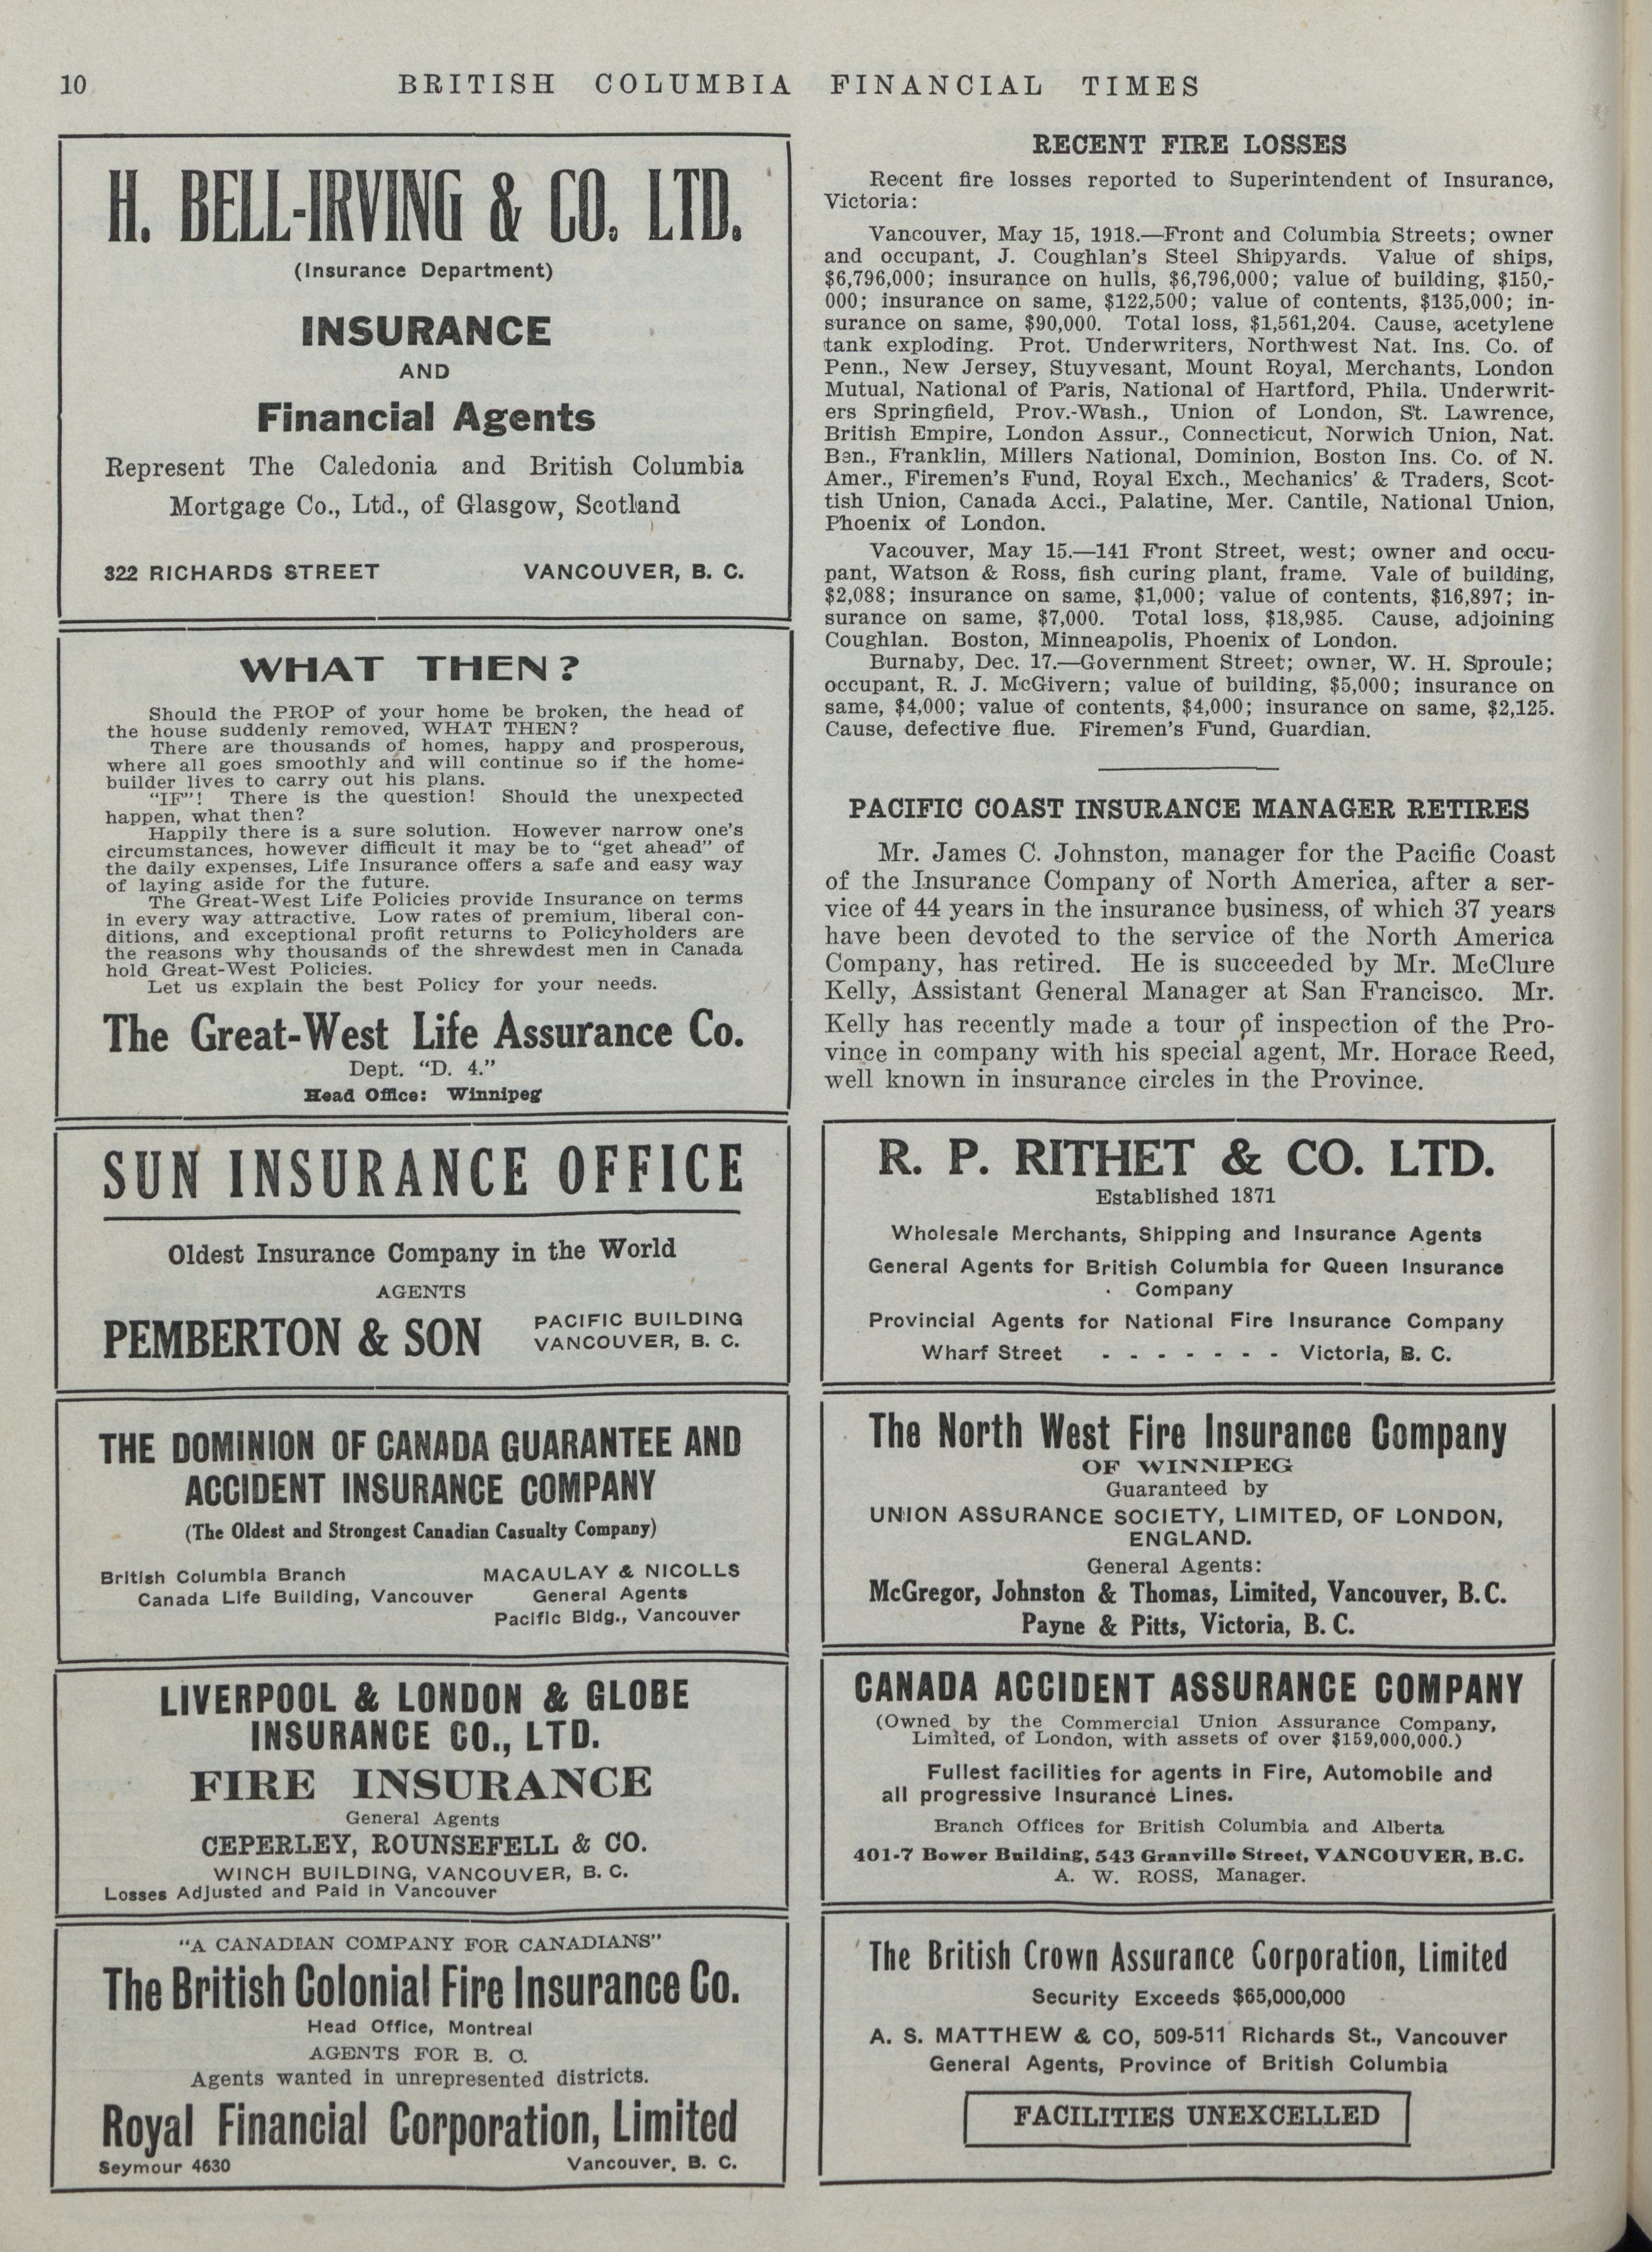 10
BRITISH COLUMBIA FINANCIAL TIMES
H. BELL-IRVING & CO. LTD.
(Insurance Department)
INSURANCE
AND
Financial Agents
Represent The Caledonia and British Columbia
Mortgage Co., Ltd., of Glasgow, Scotland
322 RICHARDS STREET VANCOUVER, B. C.
WHAT THEN?
Should the PROP of your home be broken, the head of
the house suddenly removed, WHAT THEN?
There are thousands of homes, happy and prosperous,
where all goes smoothly and will continue so if the home-
builder lives to carry out his plans.
"IF"! There is the question! Should the unexpected
happen, what then?
Happily there is a sure solution. However narrow one's
circumstances, however difficult it may be to "get ahead" of
the daily expenses, Life Insurance offers a safe and easy way
of laying aside for the future.
The Great-West Life Policies provide Insurance on terms
in every way attractive. Low rates of premium, liberal con-
ditions, and exceptional profit returns to Policyholders are
the reasons why thousands of the shrewdest men in Canada
hold Great-West Policies.
Let us explain the best Policy for your needs.
The Great-West Life Assurance Co.
Dept. "D. 4."
Head Office: Winnipeg
SUN INSURANCE OFFICE
Oldest Insurance Company in the World
AGENTS
PEMBERTON & SON
PACIFIC BUILDING
VANCOUVER, B. C.
THE DOMINION OF CANADA GUARANTEE AND
ACCIDENT INSURANCE COMPANY
(The Oldest and Strongest Canadian Casualty Company)
British Columbia Branch
Canada Life Building, Vancouver
MACAULAY & NICOLLS
General Agents
Pacific Bldg., Vancouver
LIVERPOOL & LONDON & GLOBE
INSURANCE CO., LTD.
FIRE INSURANCE
General Agents
CEPERLEY, ROUNSEFELL & CO.
WINCH BUILDING, VANCOUVER, B. C.
Losses Adjusted and Paid in Vancouver
"A CANADIAN COMPANY FOR CANADIANS"
The British Colonial Fire Insurance Co.
Head Office, Montreal
AGENTS FOR B. C.
Agents wanted in unrepresented districts.
Royal Financial Corporation, Limited
Seymour 4630 Vancouver, B. C.
RECENT FIRE LOSSES
Recent fire losses reported to Superintendent of Insurance,
Victoria:
Vancouver, May 15, 1918.—Front and Columbia Streets; owner
and occupant, J. Coughlan's Steel Shipyards. Value of ships,
$6,796,000; insurance on hulls, $6,796,000; value of building, $150,-
000; insurance on same, $122,500; value of contents, $135,000; in-
surance on same, $90,000. Total loss, $1,561,204. Cause, acetylene
tank exploding. Prot. Underwriters, Northwest Nat. Ins. Co. of
Penn., New Jersey, Stuyvesant, Mount Royal, Merchants, London
Mutual, National of Paris, National of Hartford, Phila. Underwrit-
ers Springfield, Prov.-Wash., Union of London, St. Lawrence,
British Empire, London Assur., Connecticut, Norwich Union, Nat.
Ben., Franklin, Millers National, Dominion, Boston Ins. Co. of N.
Amer., Firemen's Fund, Royal Exch., Mechanics' & Traders, Scot-
tish Union, Canada Acci., Palatine, Mer. Cantile, National Union,
Phoenix of London.
Vacouver, May 15.—141 Front Street, west; owner and occu-
pant, Watson & Ross, fish curing plant, frame. Vale of building,
$2,088; insurance on same, $1,000; value of contents, $16,897; in-
surance on same, $7,000. Total loss, $18,985. Cause, adjoining
Coughlan. Boston, Minneapolis, Phoenix of London.
Burnaby, Dec. 17.—Government Street; owner, W. H. Sproule;
occupant, R. J. McGivern; value of building, $5,000; insurance on
same, $4,000; value of contents, $4,000; insurance on same, $2,125.
Cause, defective flue. Firemen's Fund, Guardian.
PACIFIC COAST INSURANCE MANAGER RETIRES
Mr. James C. Johnston, manager for the Pacific Coast
of the Insurance Company of North America, after a ser-
vice of 44 years in the insurance business, of which 37 years
have been devoted to the service of the North America
Company, has retired. He is succeeded by Mr. McClure
Kelly, Assistant General Manager at San Francisco. Mr.
Kelly has recently made a tour of inspection of the Pro-
vince in company with his special agent, Mr. Horace Reed,
well known in insurance circles in the Province.
R. P. RITHET & CO. LTD.
Established 1871
Wholesale Merchants, Shipping and Insurance Agents
General Agents for British Columbia for Queen Insurance
Company
Provincial Agents for National Fire Insurance Company
Wharf Street - - - - - - - Victoria, B. C.
The North West Fire Insurance Company
OF WINNIPEG
Guaranteed by
UNION ASSURANCE SOCIETY, LIMITED, OF LONDON,
ENGLAND.
General Agents:
McGregor, Johnston & Thomas, Limited, Vancouver, B.C.
Payne & Pitts, Victoria, B. C.
CANADA ACCIDENT ASSURANCE COMPANY
(Owned by the Commercial Union Assurance Company,
Limited, of London, with assets of over $159,000,000.)
Fullest facilities for agents in Fire, Automobile and
all progressive Insurance Lines.
Branch Offices for British Columbia and Alberta
401-7 Bower Building, 543 Granville Street, VANCOUVER, B.C.
A. W. ROSS, Manager.
The British Crown Assurance Corporation, Limited
Security Exceeds $65,000,000
A. S. MATTHEW & CO, 509-511 Richards St., Vancouver
General Agents, Province of British Columbia
FACILITIES UNEXCELLED